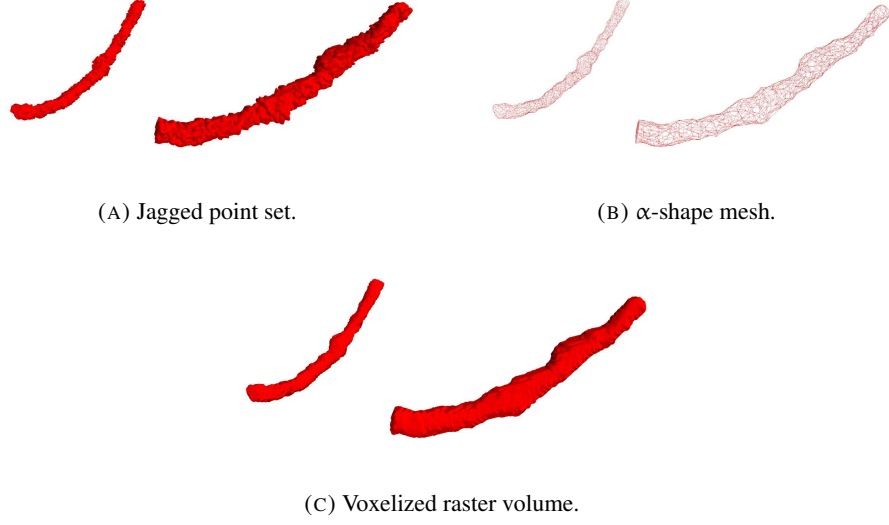 (A) Jagged point set.
(B) α-shape mesh.
(C) Voxelized raster volume.